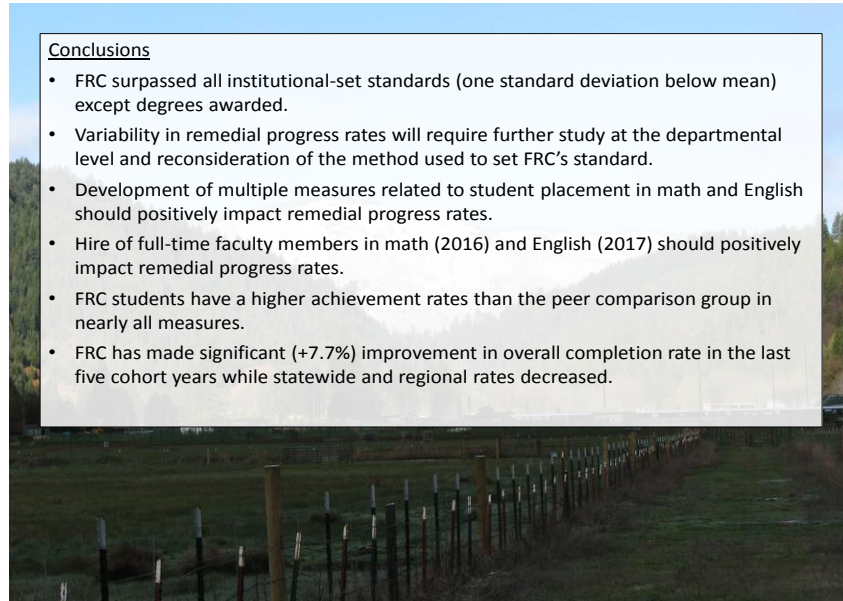 Conclusions
• FRC surpassed all institutional-set standards (one standard deviation below mean)
except degrees awarded.
• Variability in remedial progress rates will require further study at the departmental
level and reconsideration of the method used to set FRC's standard.
• Development of multiple measures related to student placement in math and English
should positively impact remedial progress rates.
• Hire of full-time faculty members in math (2016) and English (2017) should positively
impact remedial progress rates.
• FRC students have a higher achievement rates than the peer comparison group in
nearly all measures.
• FRC has made significant (+7.7%) improvement in overall completion rate in the last
five cohort years while statewide and regional rates decreased.